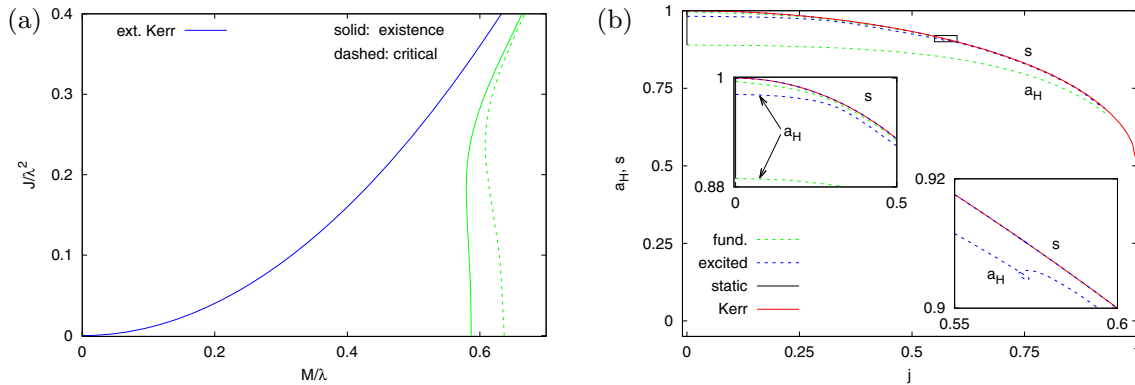 (a)
ext. Kerr
solid: existence
dashed: critical
0.4
0.3
0.2
0.1
0
J/λ²
0
0.2
0.4
0.6
M/λ
(b)
1
0.75
0.5
0.25
0
a_H, s
s
a_H
1
0.88
s
a_H
0
0.5
0.92
0.9
s
a_H
0.55
0.6
fund.
excited
static
Kerr
0
0.25
0.5
0.75
j